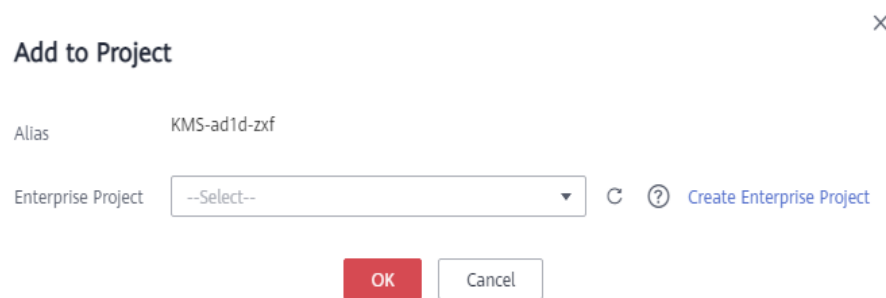 Add to Project
Alias KMS-ad1d-zxf
Enterprise Project --Select-- Create Enterprise Project
OK Cancel